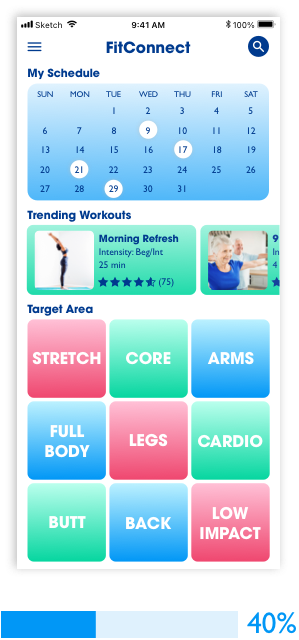 Sketch 9:41 AM 100%
FitConnect
My Schedule
SUN MON TUE WED THU FRI SAT
1 2 3 4 5
6 7 8 9 10 11 12
13 14 15 16 17 18 19
20 21 22 23 24 25 26
27 28 29 30 31
Trending Workouts
Morning Refresh
Intensity: Beg/Int
25 min
(75)
9
In
4
Target Area
STRETCH CORE ARMS
FULL
BODY
LEGS
CARDIO
BUTT
BACK
LOW
IMPACT
40%